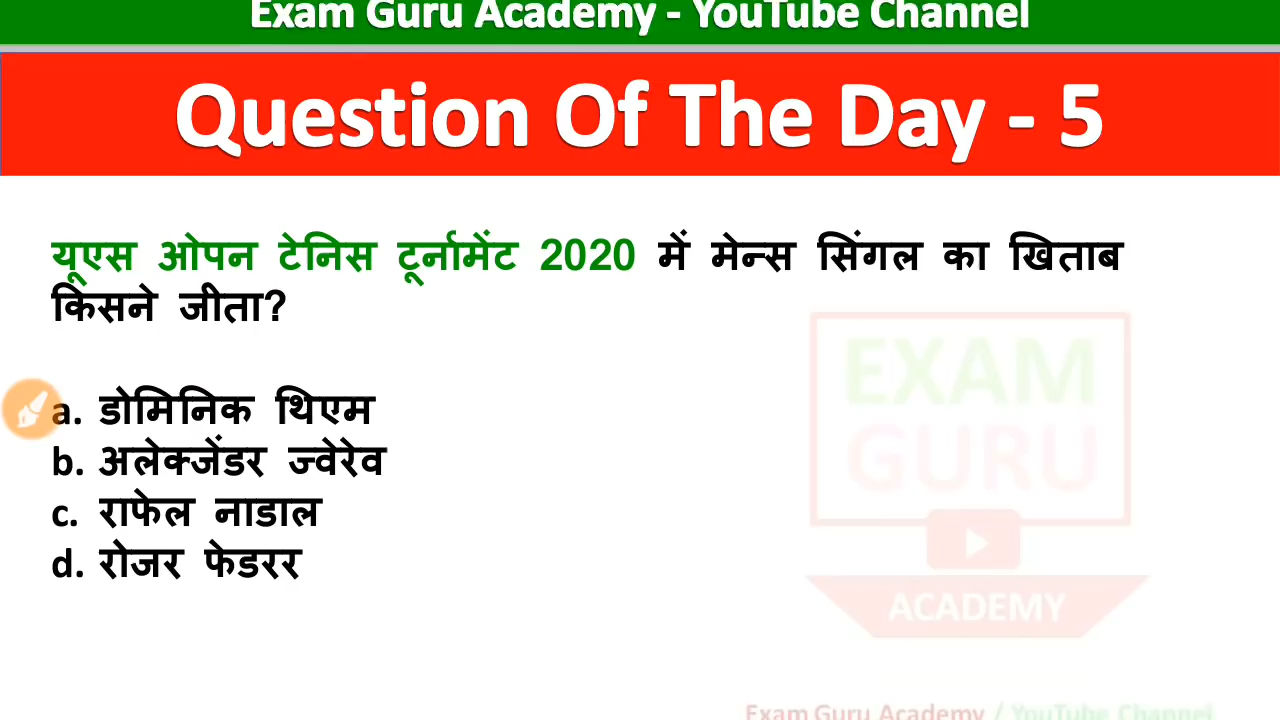 Exam Guru Academy - YouTube Channel
Question Of The Day - 5
यूएस ओपन टेनिस टूर्नामेंट 2020 में मेन्स सिंगल का खिताब
किसने जीता?
a. डोमिनिक थिएम
b. अलेक्जेंडर ज्वेरेव
c. राफेल नाडाल
d. रोजर फेडरर
EXAM
GURU
ACADEMY
Exam Guru Academy / YouTube Channel